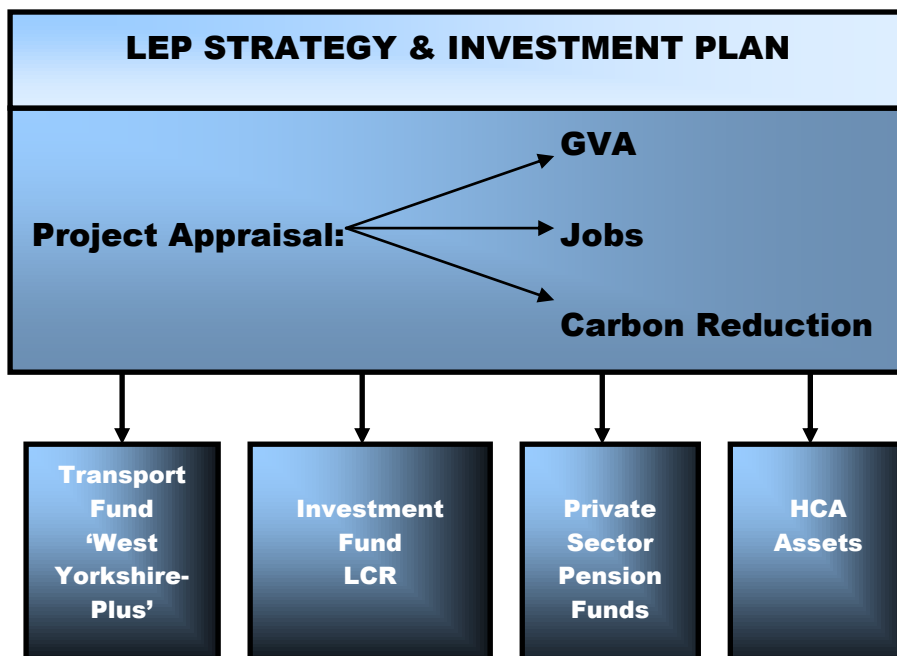 LEP STRATEGY & INVESTMENT PLAN
GVA
Project Appraisal:
Jobs
Carbon Reduction
Transport
Fund
‘West
Yorkshire-
Plus’
Investment
Fund
LCR
Private
Sector
Pension
Funds
HCA
Assets